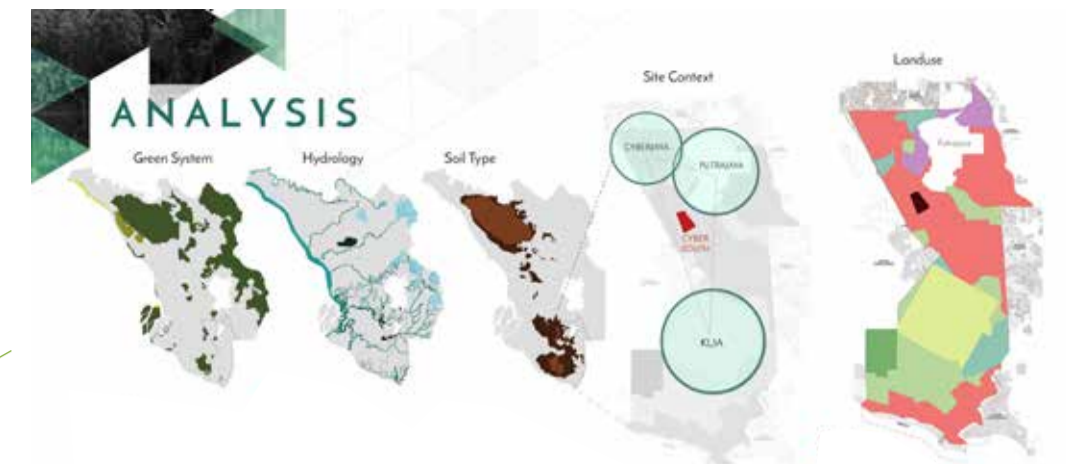 ANALYSIS
Green System
Hydrology
Soil Type
Site Context
Landuse
CYBERJAYA
PUTRAJAYA
CYBER
SOUTH
KLIA
Putrajaya